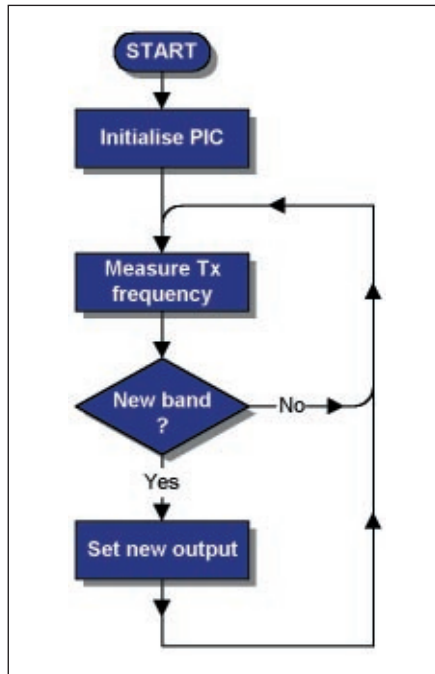 START
Initialise PIC
Measure Tx
frequency
New band
?
No
Yes
Set new output